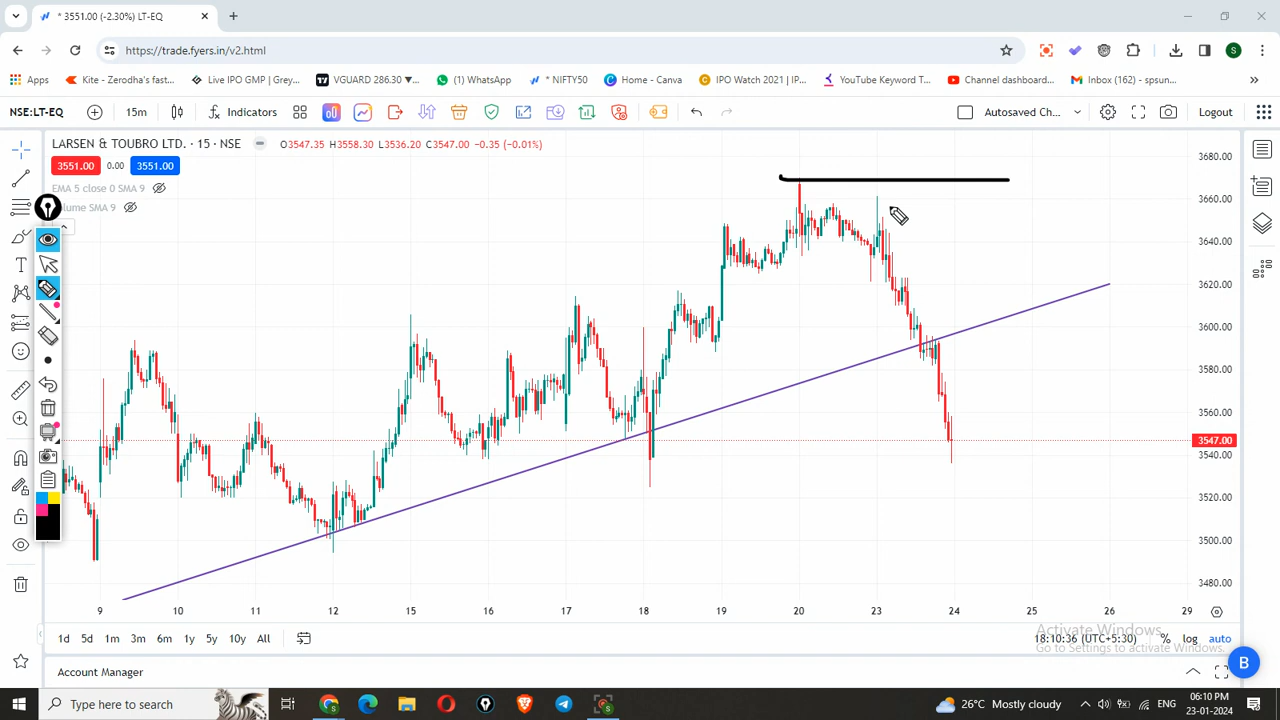 * 3551.00 (-2.30%) LT-EQ
https://trade.fyers.in/v2.html
S
Apps
Kite - Zerodha's fast...
Live IPO GMP | Grey...
VGUARD 286.30 ▼...
(1) WhatsApp
* NIFTY50
Home - Canva
IPO Watch 2021 | IP...
YouTube Keyword T...
Channel dashboard...
Inbox (162) - spsun...
NSE:LT-EQ
15m
Indicators
Autosaved Ch...
Logout
LARSEN & TOUBRO LTD. · 15 · NSE
O3547.35 H3558.30 L3536.20 C3547.00 −0.35 (−0.01%)
3551.00
0.00
3551.00
EMA 5 close 0 SMA 9
lume SMA 9
3680.00
3660.00
3640.00
3620.00
3600.00
3580.00
3560.00
3547.00
3540.00
3520.00
3500.00
3480.00
9 10 11 12 15 16 17 18 19 20 23 24 25 26 29
1d 5d 1m 3m 6m 1y 5y 10y All
18:10:36 (UTC+5:30)
% log auto
Activate Windows
Go to Settings to activate Windows.
B
Account Manager
Type here to search
26°C Mostly cloudy
ENG
06:10 PM
23-01-2024